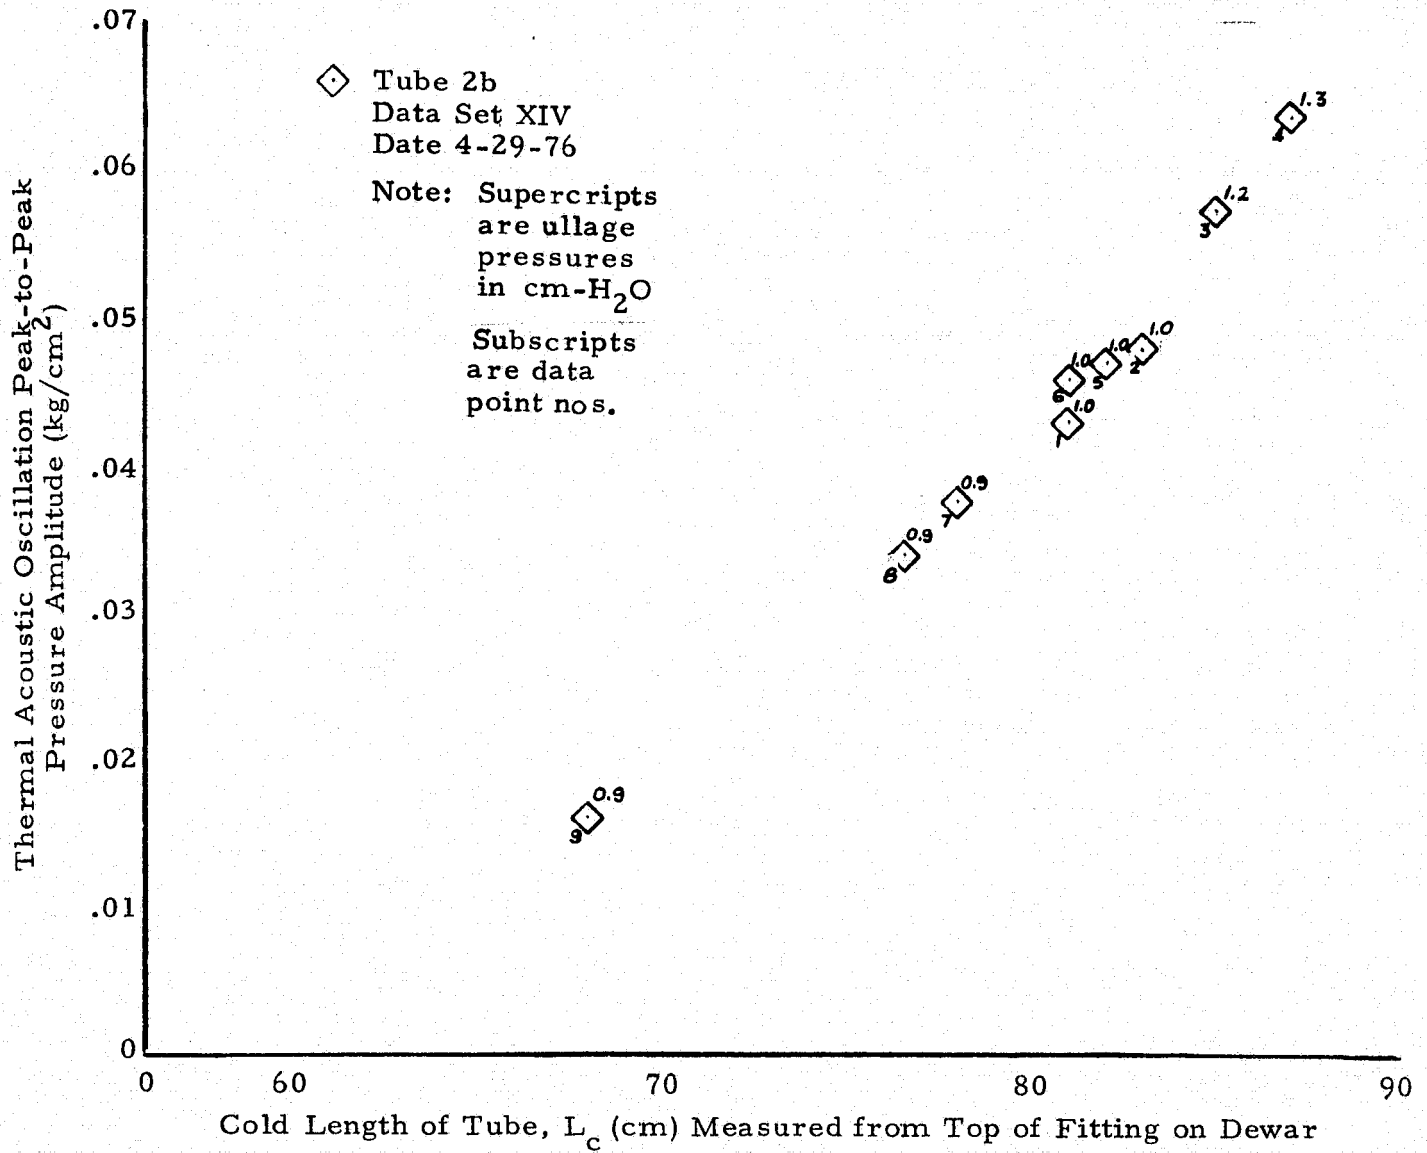 .07
.06
.05
.04
.03
.02
.01
0
Thermal Acoustic Oscillation Peak-to-Peak
Pressure Amplitude (kg/cm²)
Tube 2b
Data Set XIV
Date 4-29-76
Note: Supercripts
are ullage
pressures
in cm-H₂O
Subscripts
are data
point nos.
1.3
4
1.2
3
1.0
2
1.0
5
1.0
6
1.0
1
0.9
7
0.9
8
0.9
9
0 60 70 80 90
Cold Length of Tube, L_c (cm) Measured from Top of Fitting on Dewar